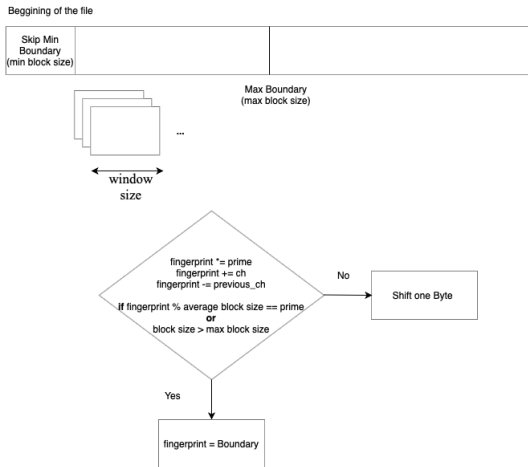 Beggining of the file
Skip Min
Boundary
(min block size)
Max Boundary
(max block size)
...
window
size
fingerprint *= prime
fingerprint += ch
fingerprint -= previous_ch
if fingerprint % average block size == prime
or
block size > max block size
No
Shift one Byte
Yes
fingerprint = Boundary